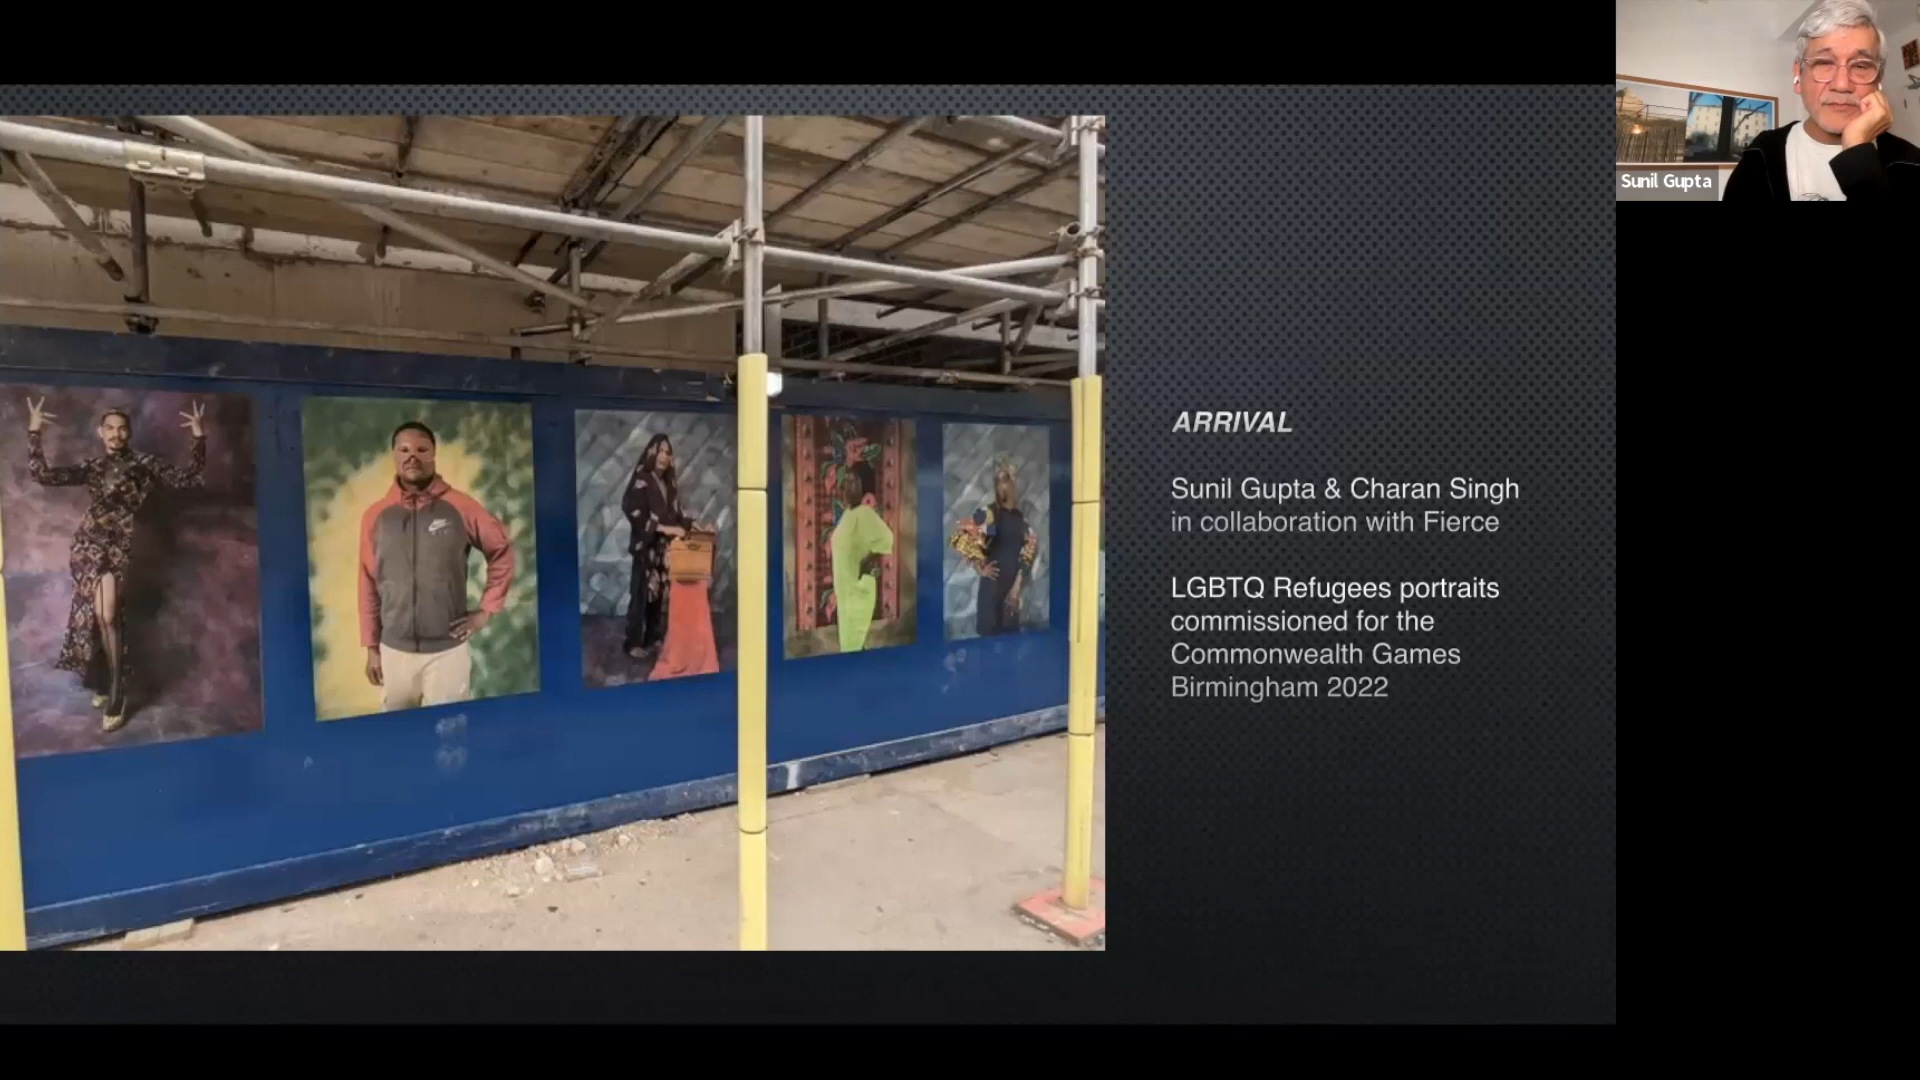 Sunil Gupta
ARRIVAL
Sunil Gupta & Charan Singh
in collaboration with Fierce
LGBTQ Refugees portraits
commissioned for the
Commonwealth Games
Birmingham 2022